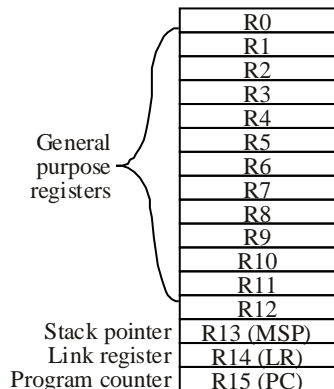 R0
R1
R2
R3
R4
General
purpose
registers
R5
R6
R7
R8
R9
R10
R11
R12
Stack pointer R13 (MSP)
Link register R14 (LR)
Program counter R15 (PC)